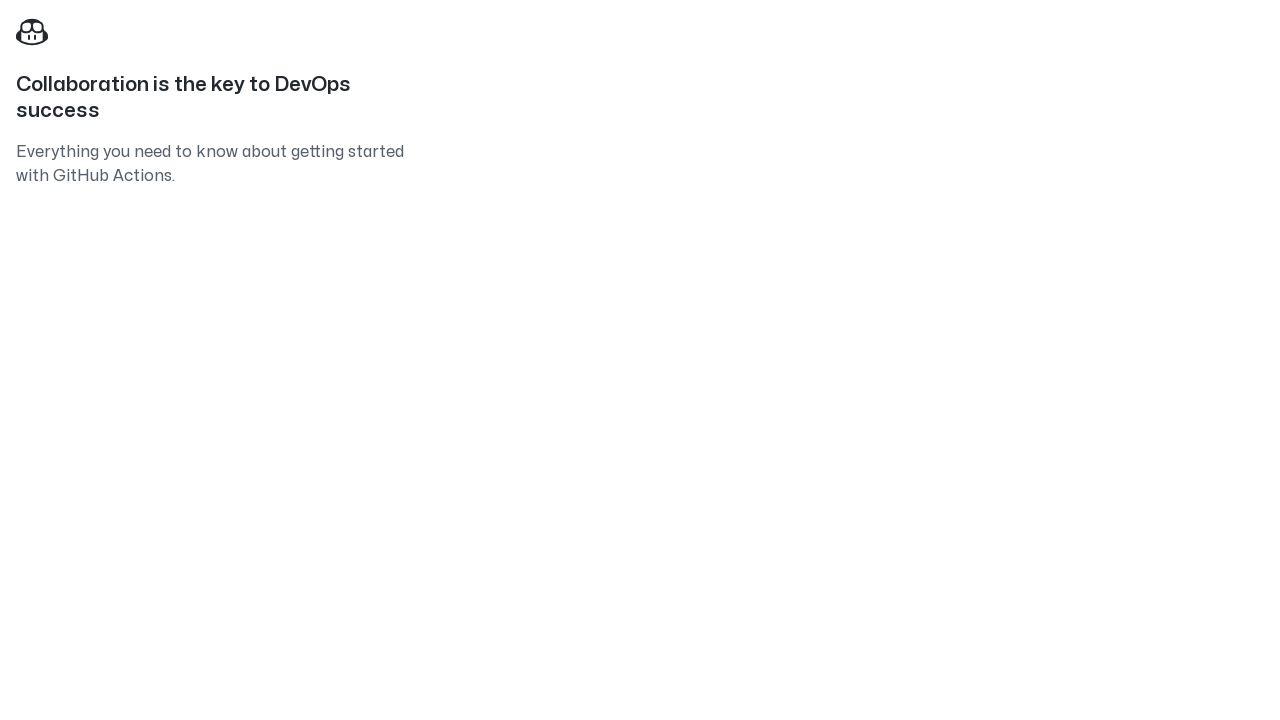 Collaboration is the key to DevOps
success
Everything you need to know about getting started
with GitHub Actions.